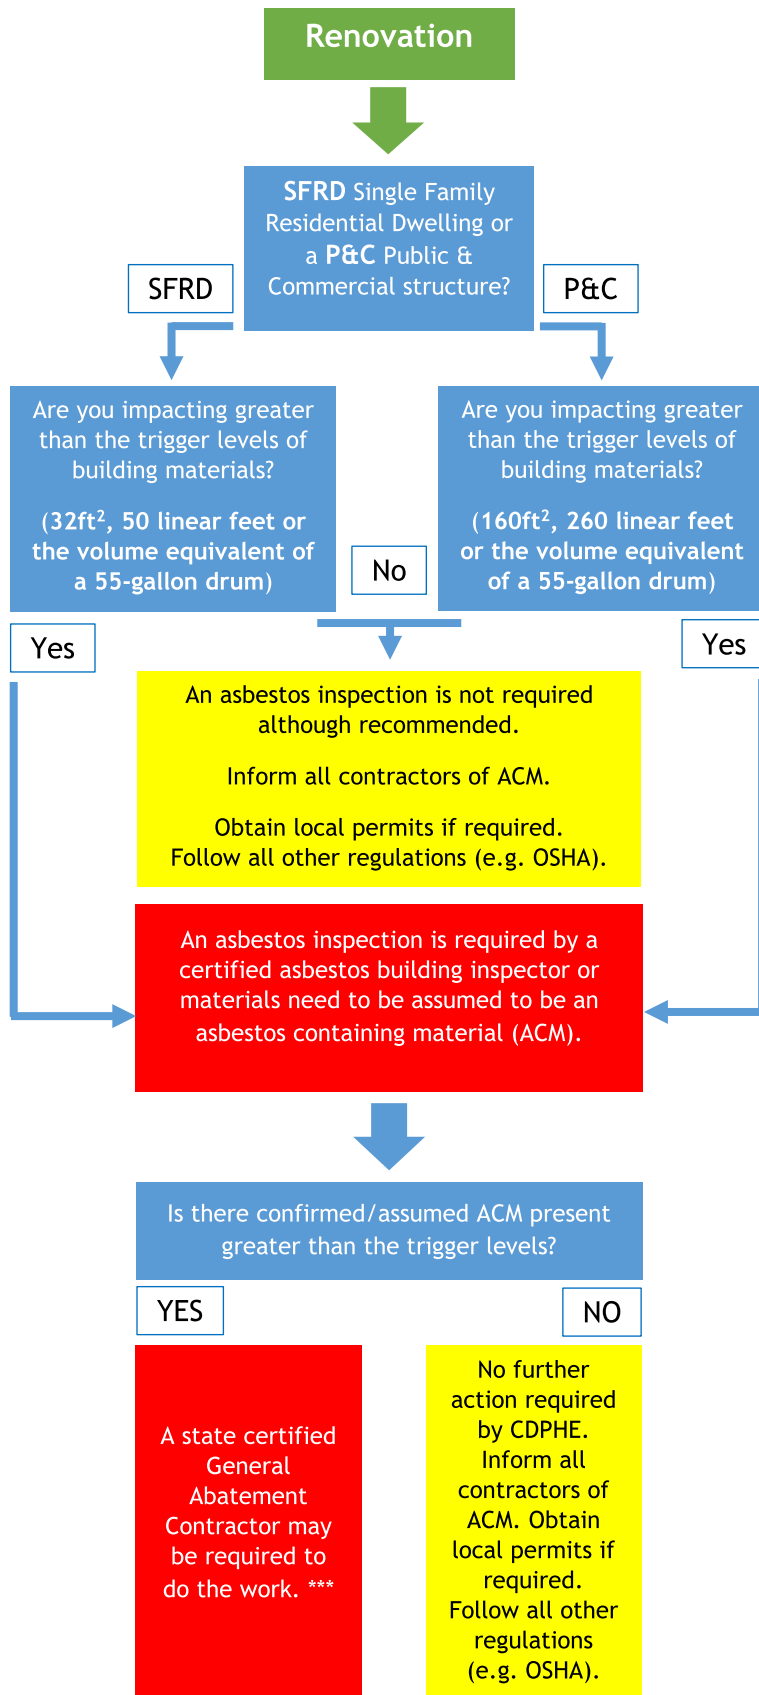 Renovation
SFRD Single Family
Residential Dwelling or
a P&C Public &
Commercial structure?
SFRD
P&C
Are you impacting greater
than the trigger levels of
building materials?
(32ft², 50 linear feet or
the volume equivalent of
a 55-gallon drum)
Are you impacting greater
than the trigger levels of
building materials?
(160ft², 260 linear feet
or the volume equivalent
of a 55-gallon drum)
No
Yes
Yes
An asbestos inspection is not required
although recommended.
Inform all contractors of ACM.
Obtain local permits if required.
Follow all other regulations (e.g. OSHA).
An asbestos inspection is required by a
certified asbestos building inspector or
materials need to be assumed to be an
asbestos containing material (ACM).
Is there confirmed/assumed ACM present
greater than the trigger levels?
YES
NO
A state certified
General
Abatement
Contractor may
be required to
do the work. ***
No further
action required
by CDPHE.
Inform all
contractors of
ACM. Obtain
local permits if
required.
Follow all other
regulations
(e.g. OSHA).